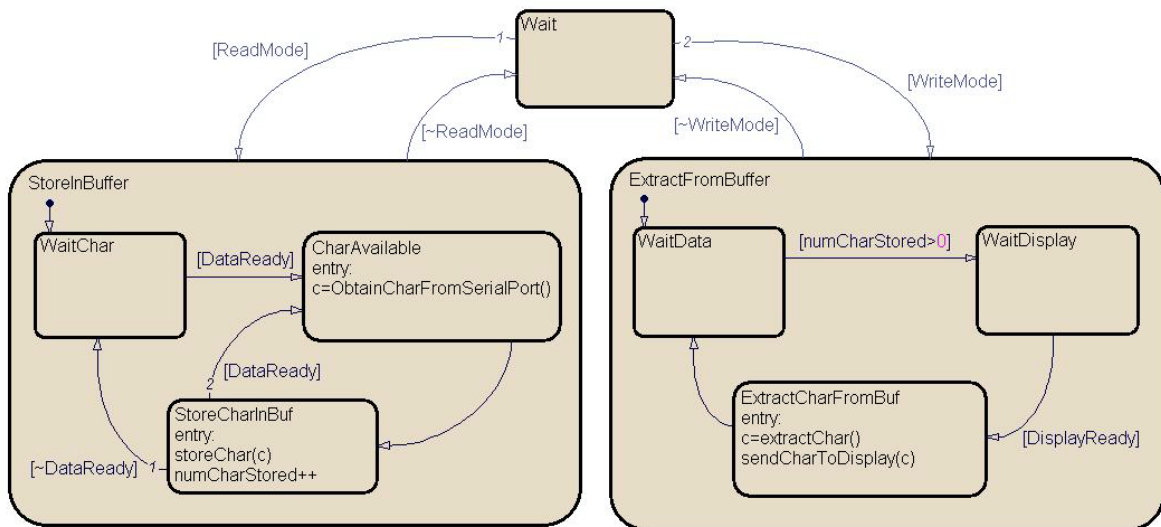 Wait
1
2
[ReadMode]
[WriteMode]
[~ReadMode]
[~WriteMode]
StoreInBuffer
WaitChar
[DataReady]
CharAvailable
entry:
c=ObtainCharFromSerialPort()
[DataReady]
2
StoreCharInBuf
entry:
storeChar(c)
numCharStored++
[~DataReady]
1
ExtractFromBuffer
WaitData
[numCharStored>0]
WaitDisplay
ExtractCharFromBuf
entry:
c=extractChar()
sendCharToDisplay(c)
[DisplayReady]